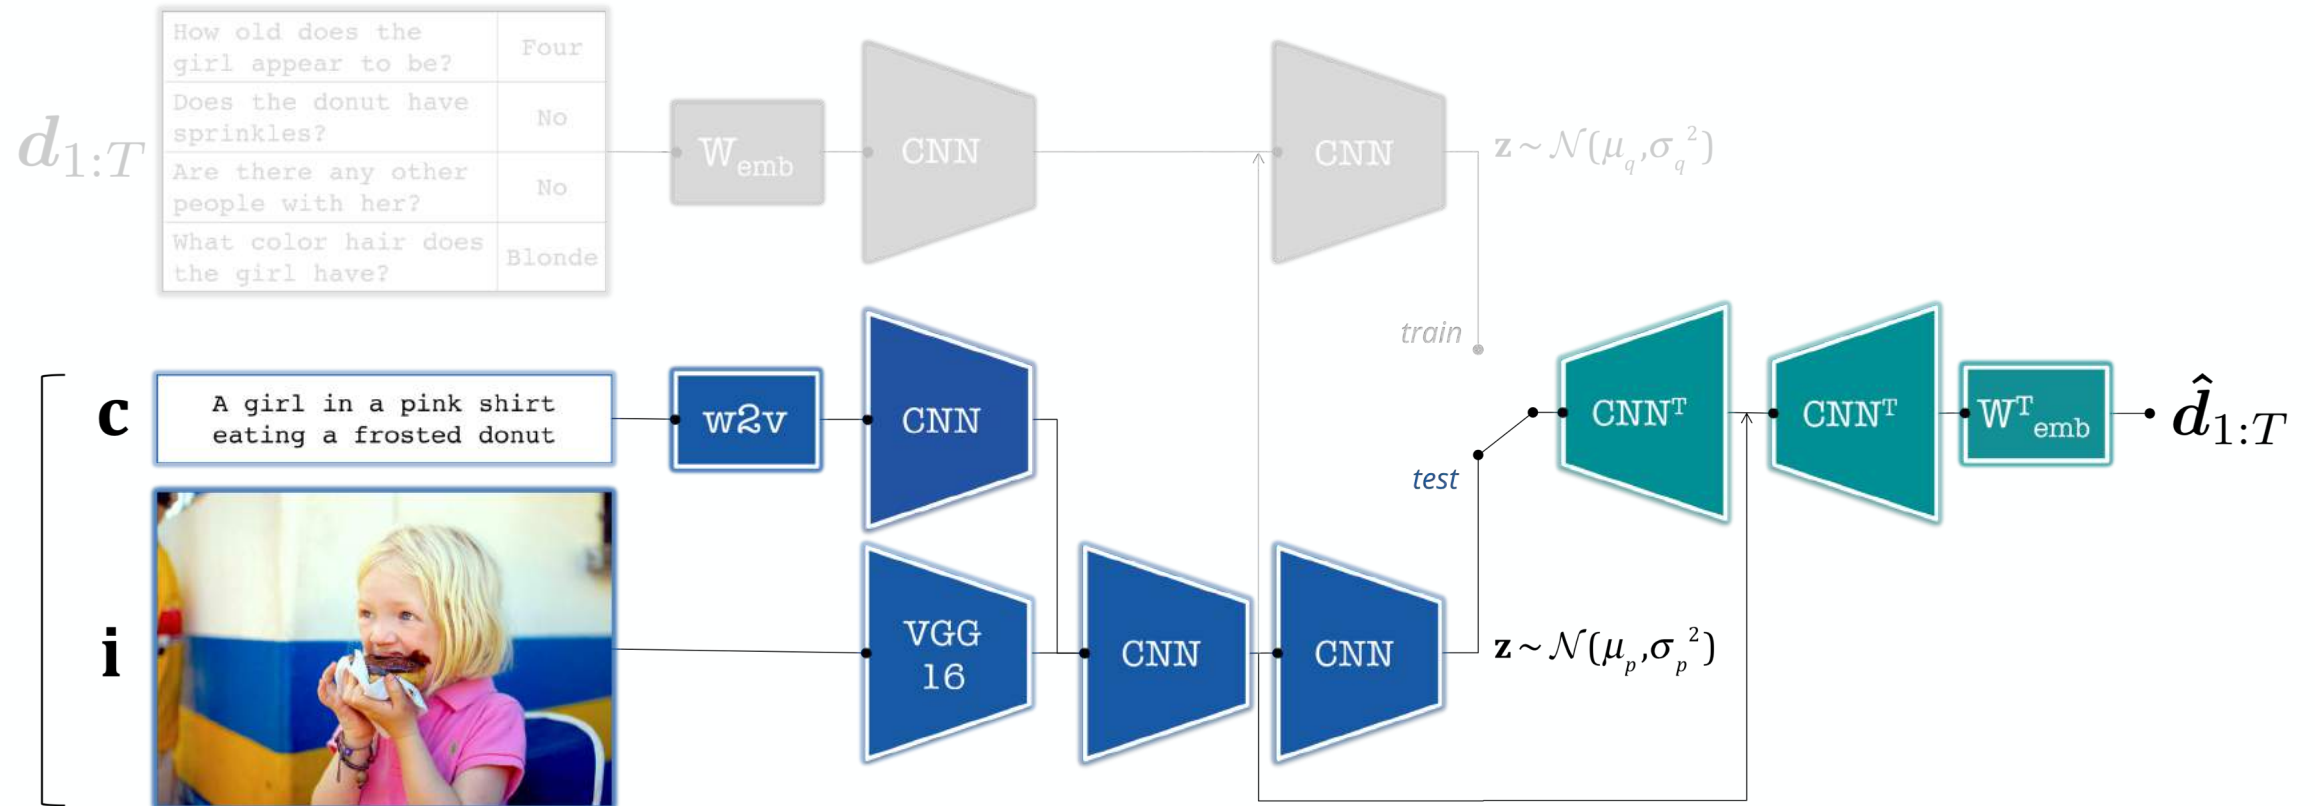 How old does the
girl appear to be?
Four
Does the donut have
sprinkles?
No
Are there any other
people with her?
No
What color hair does
the girl have?
Blonde
d1:T
Wemb
CNN
CNN
z ~ N(μq,σq²)
train
c
A girl in a pink shirt
eating a frosted donut
w2v
CNN
test
CNNᵀ
CNNᵀ
Wᵀemb
d̂1:T
i
VGG
16
CNN
CNN
z ~ N(μp,σp²)